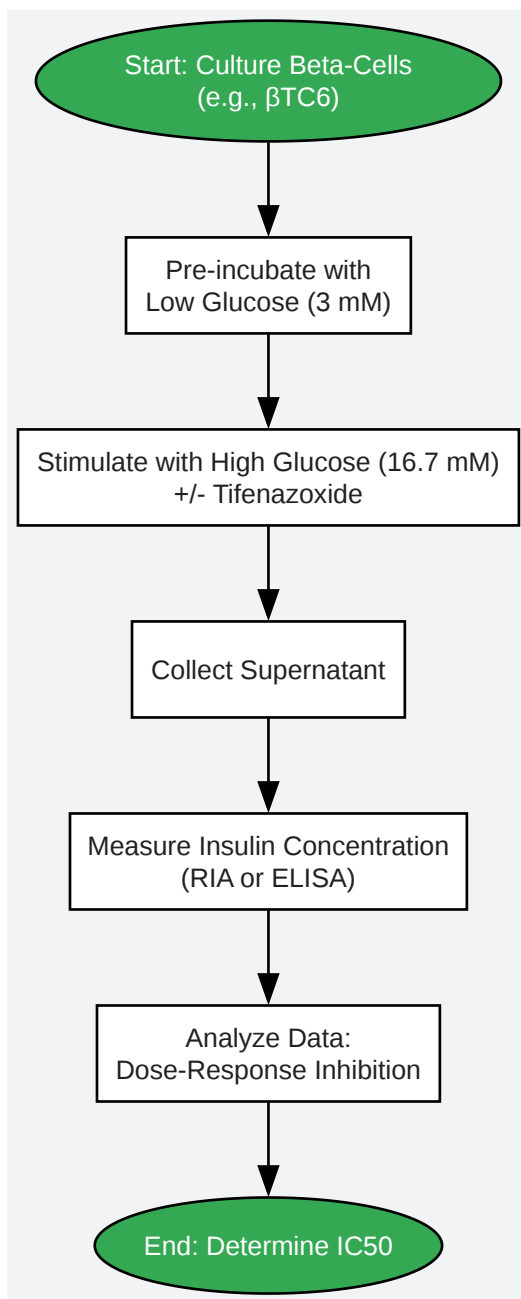 Start: Culture Beta-Cells
(e.g., βTC6)
Pre-incubate with
Low Glucose (3 mM)
Stimulate with High Glucose (16.7 mM)
+/- Tifenazoxide
Collect Supernatant
Measure Insulin Concentration
(RIA or ELISA)
Analyze Data:
Dose-Response Inhibition
End: Determine IC50